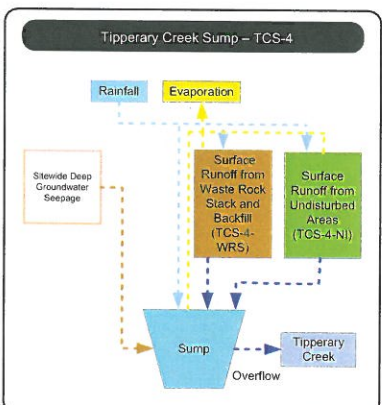 Tipperary Creek Sump – TCS-4
Rainfall
Evaporation
Sitewide Deep
Groundwater
Seepage
Surface
Runoff from
Waste Rock
Stack and
Backfill
(TCS-4-
WRS)
Surface
Runoff from
Undisturbed
Areas
(TCS-4-NI)
Sump
Overflow
Tipperary
Creek